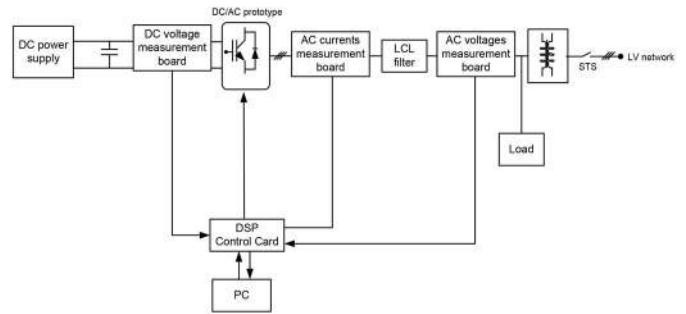 DC/AC prototype
DC power
supply
DC voltage
measurement
board
AC currents
measurement
board
LCL
filter
AC voltages
measurement
board
STS
LV network
Load
DSP
Control Card
PC